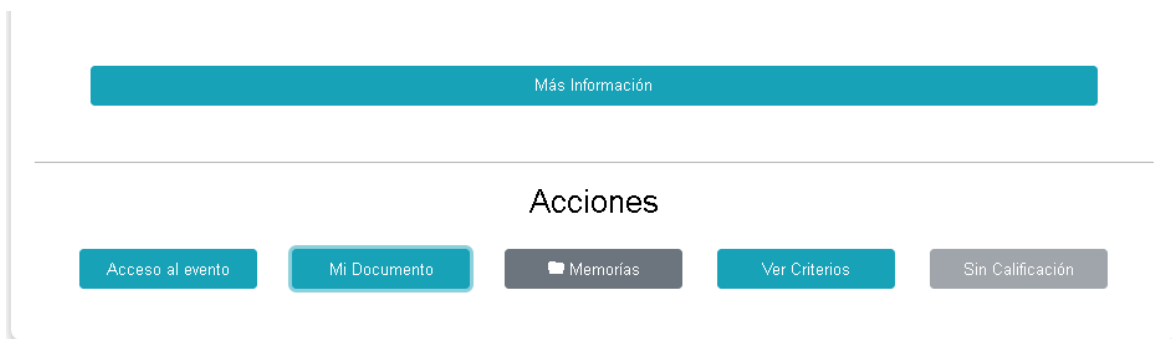 Más Información
Acciones
Acceso al evento
Mi Documento
Memorías
Ver Criterios
Sin Calificación